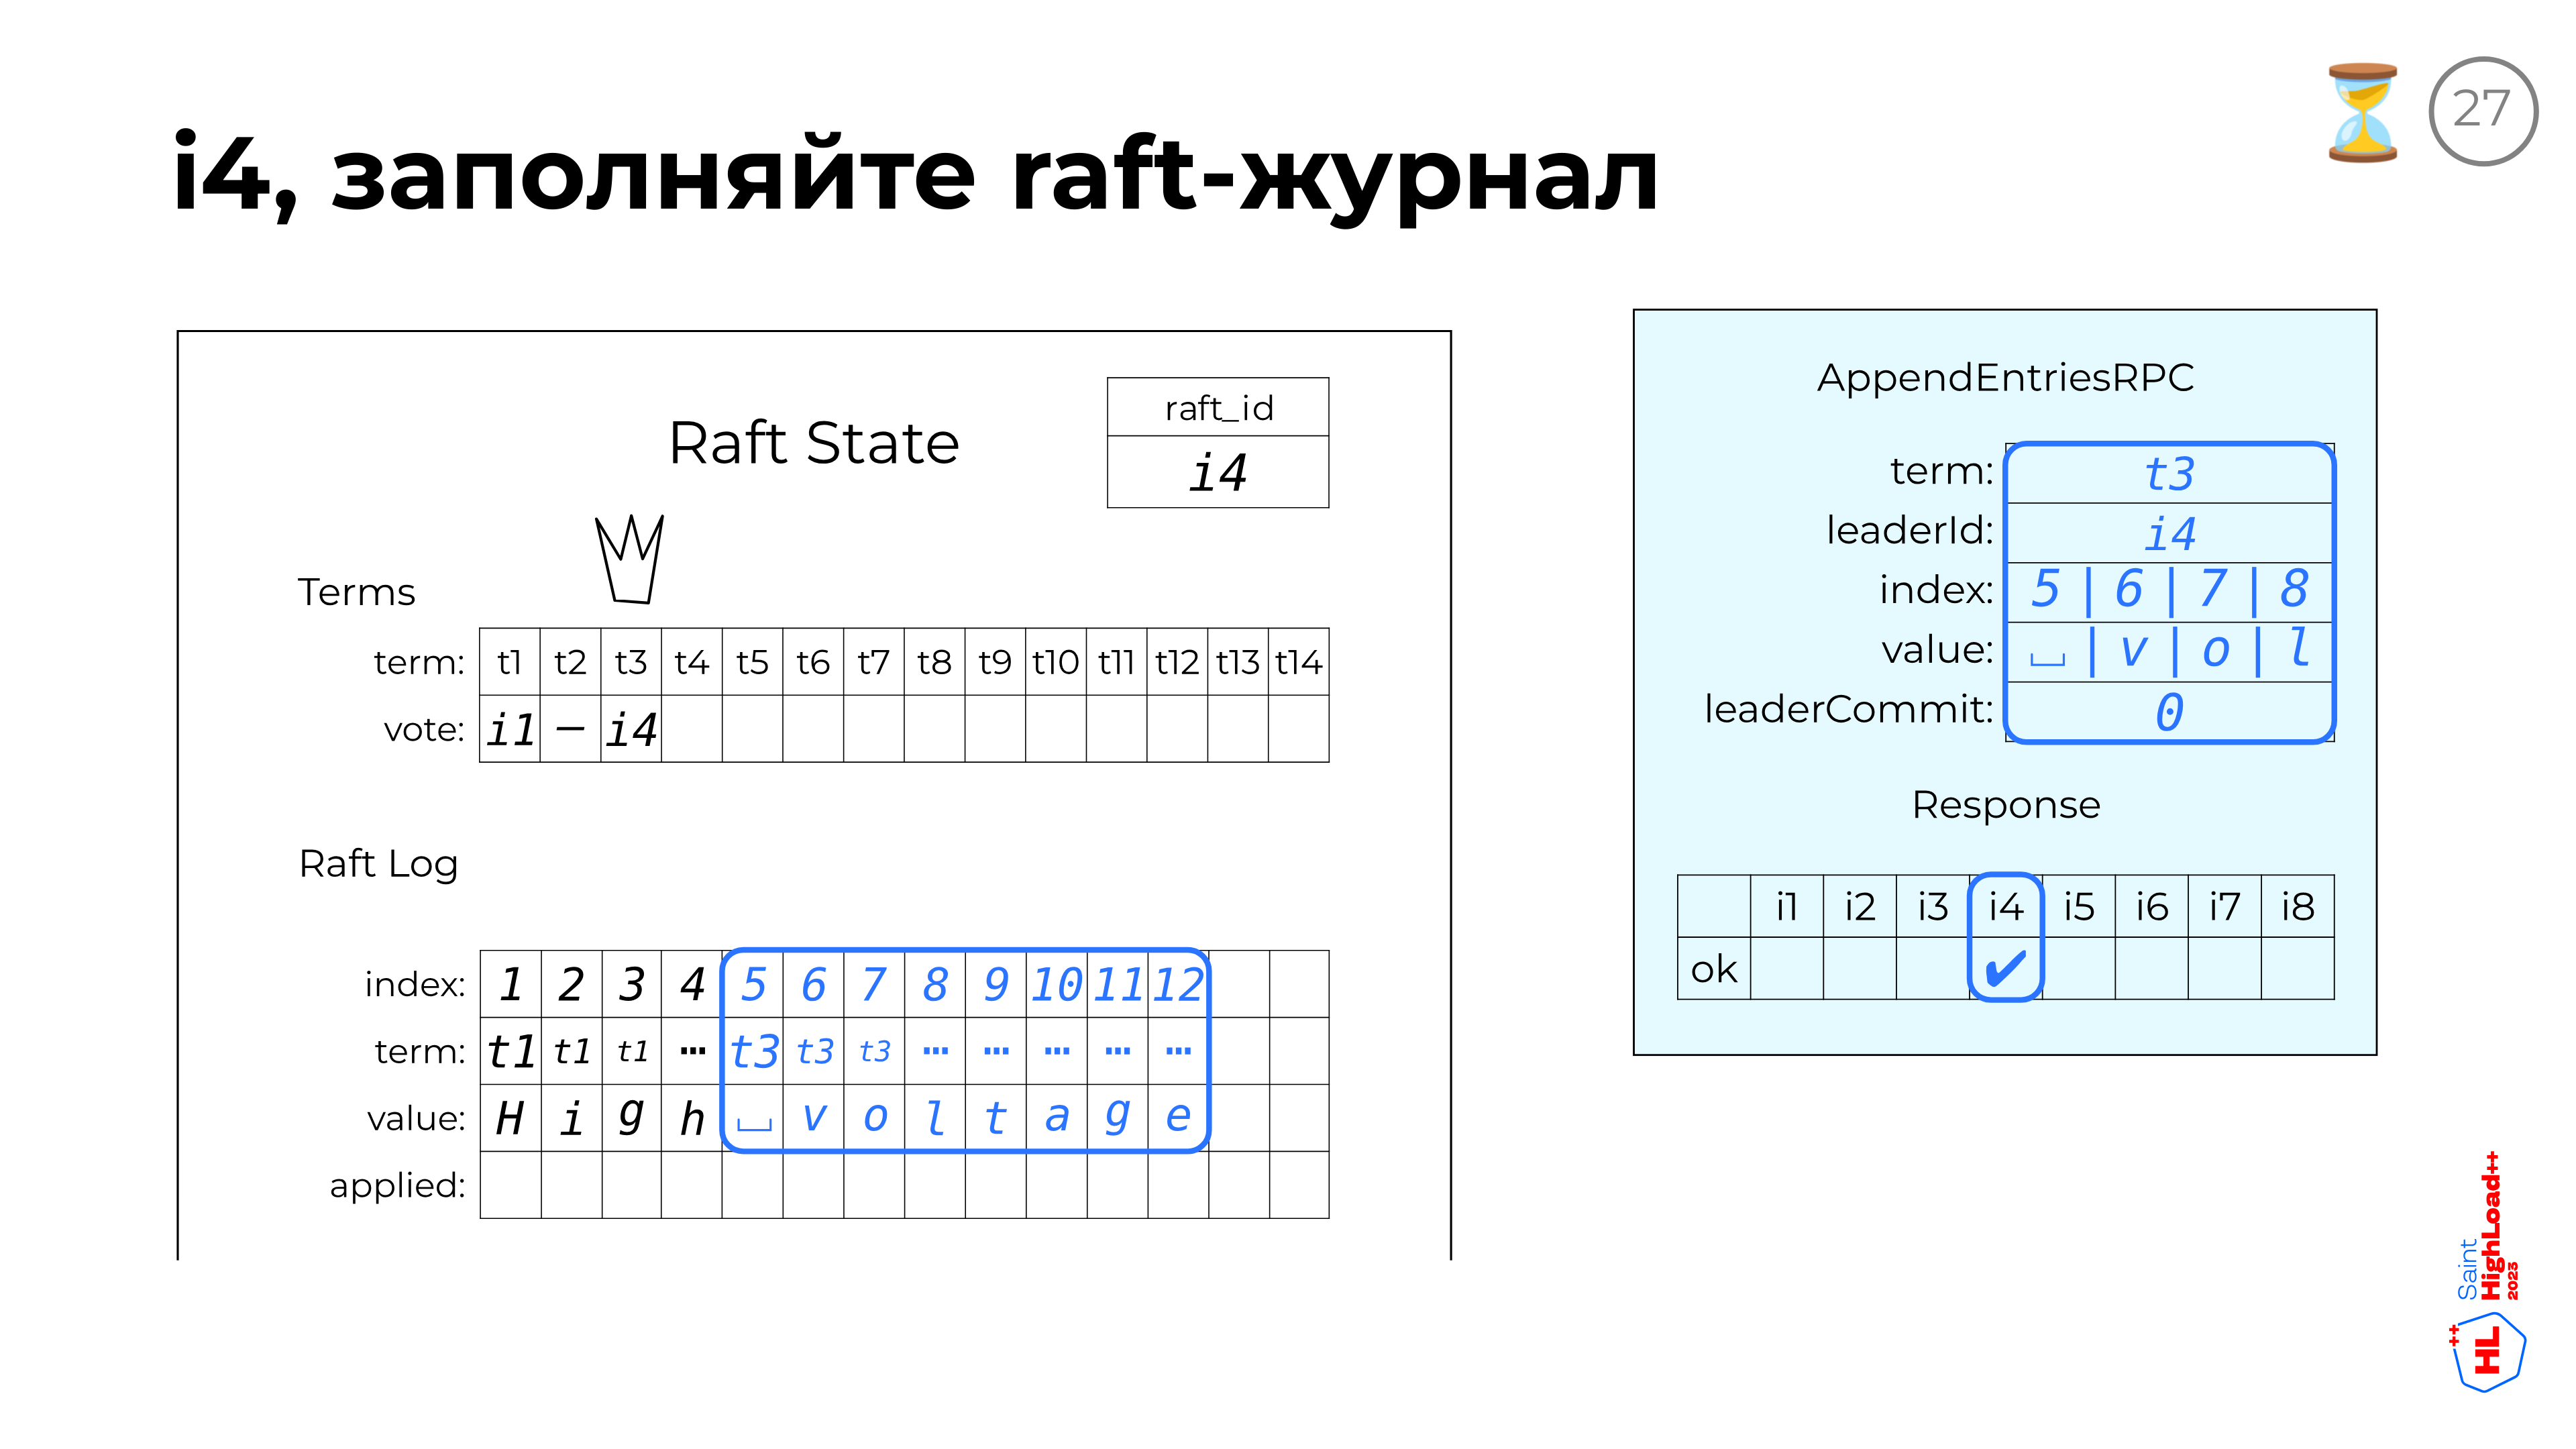 27
i4, заполняйте raft-журнал
Raft State
raft_id
i4
Terms
term: t1 t2 t3 t4 t5 t6 t7 t8 t9 t10 t11 t12 t13 t14
vote: i1 – i4
Raft Log
index: 1 2 3 4 5 6 7 8 9 10 11 12
term: t1 t1 t1 … t3 t3 t3 … … … … …
value: H i g h ⎵ v o l t a g e
applied:
AppendEntriesRPC
term: t3
leaderId: i4
index: 5 | 6 | 7 | 8
value: ⎵ | v | o | l
leaderCommit: 0
Response
i1 i2 i3 i4 i5 i6 i7 i8
ok ✔
Saint
HighLoad++
2023
HL++